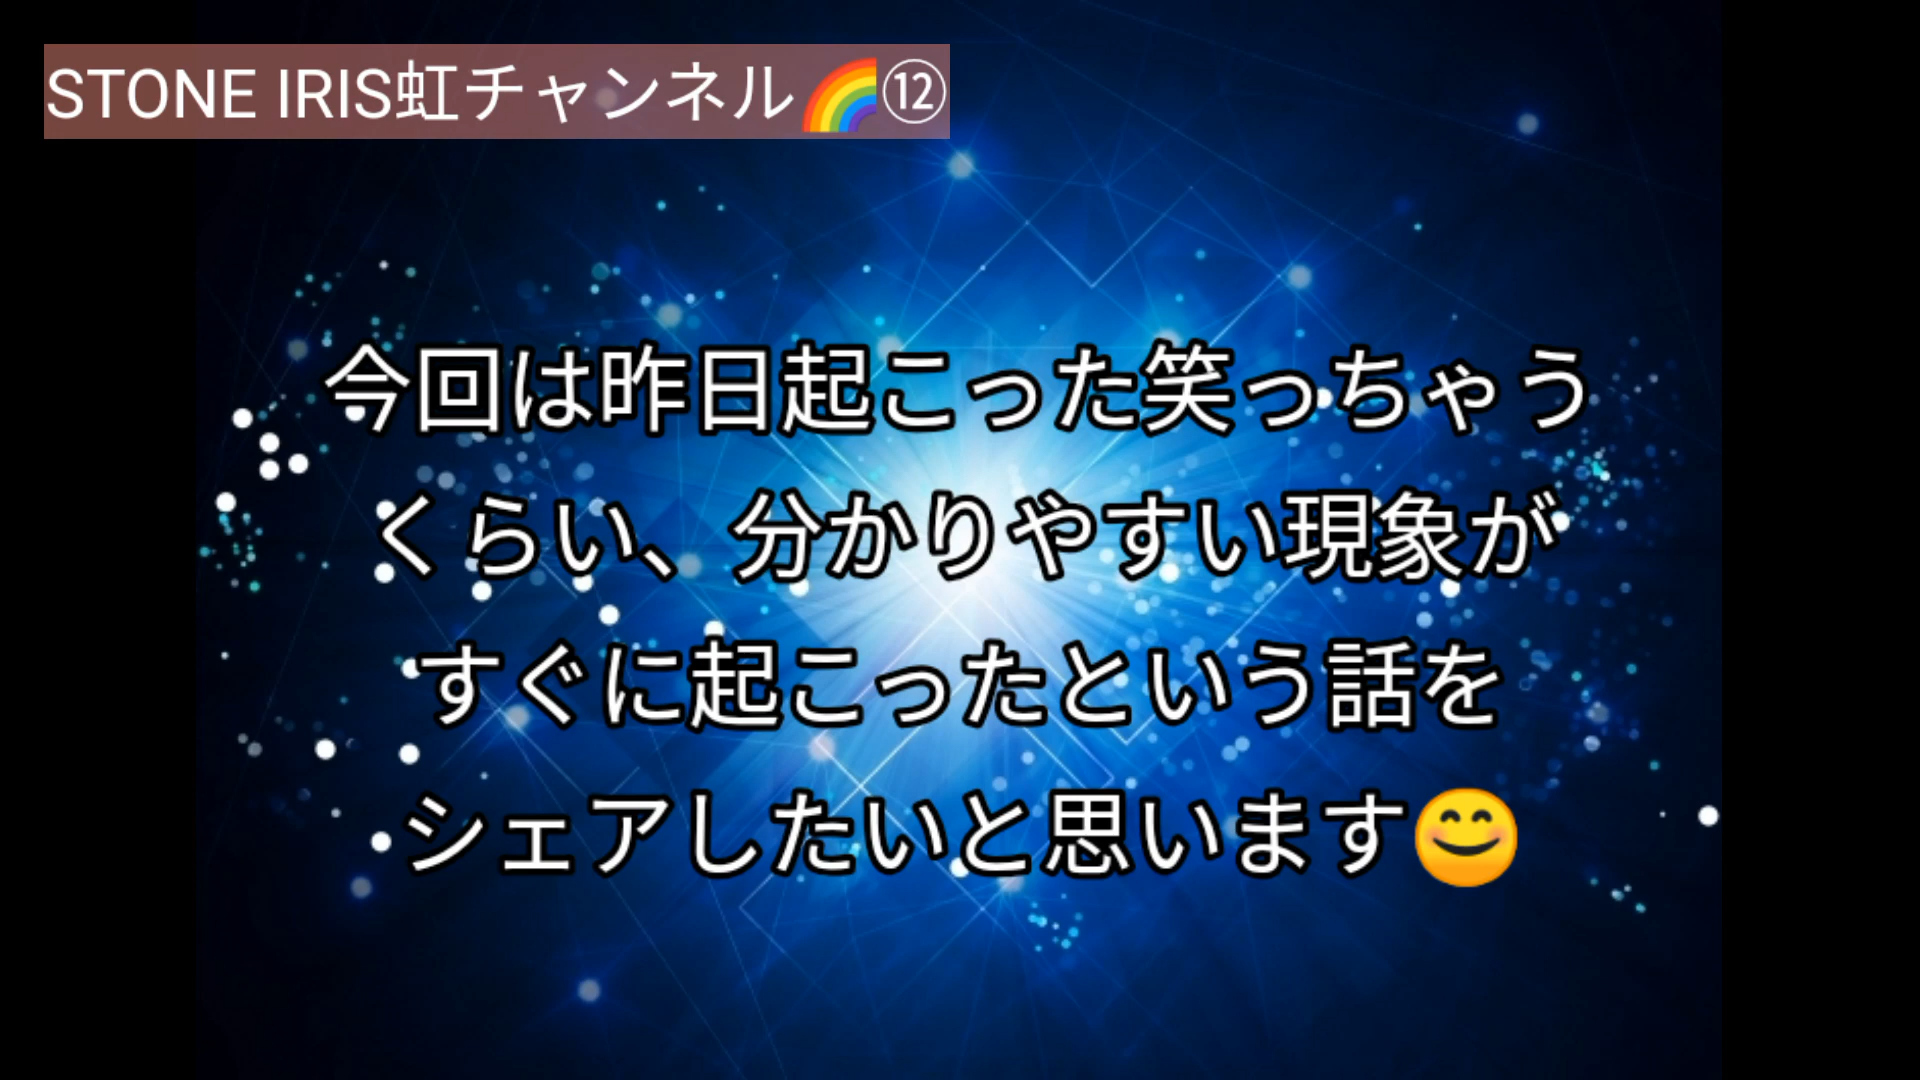 STONE IRIS虹チャンネル🌈⑫
今回は昨日起こった笑っちゃう
くらい、分かりやすい現象が
すぐに起こったという話を
シェアしたいと思います😊